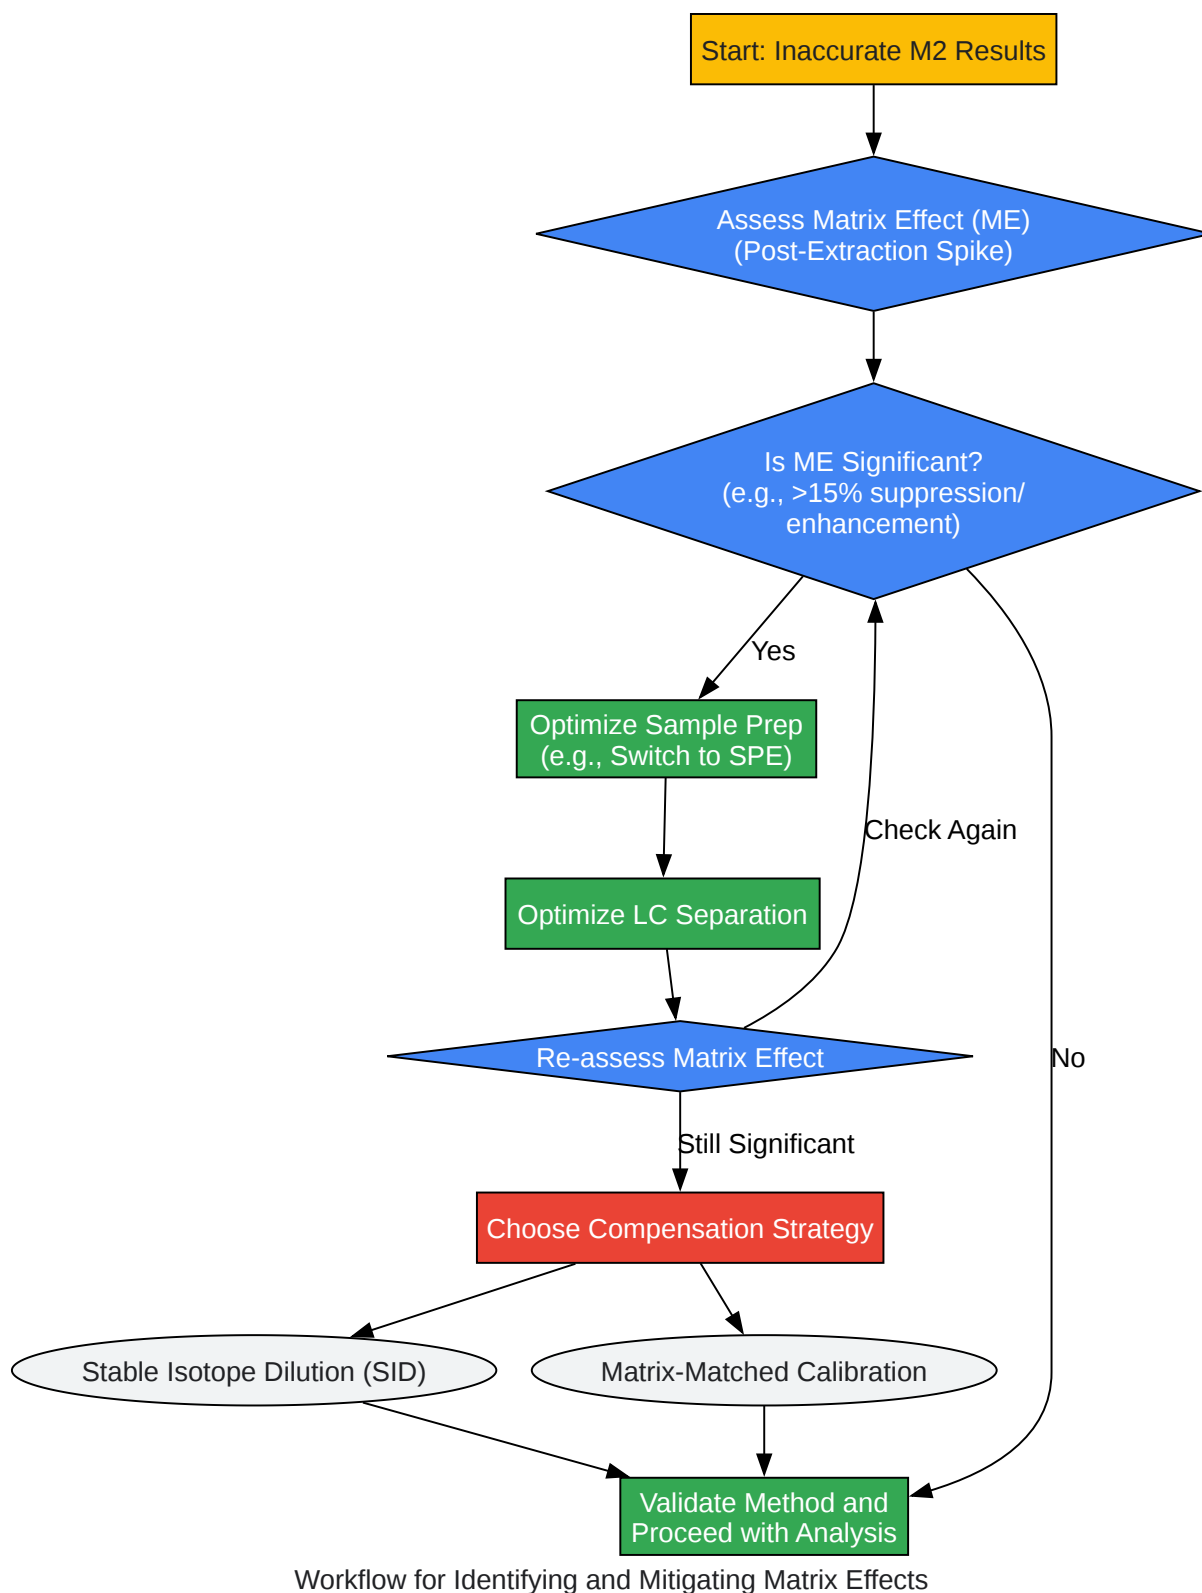 Start: Inaccurate M2 Results
Assess Matrix Effect (ME)
(Post-Extraction Spike)
Is ME Significant?
(e.g., >15% suppression/
enhancement)
Yes
Optimize Sample Prep
(e.g., Switch to SPE)
Check Again
Optimize LC Separation
Re-assess Matrix Effect
No
Still Significant
Choose Compensation Strategy
Stable Isotope Dilution (SID)
Matrix-Matched Calibration
Validate Method and
Proceed with Analysis
Workflow for Identifying and Mitigating Matrix Effects